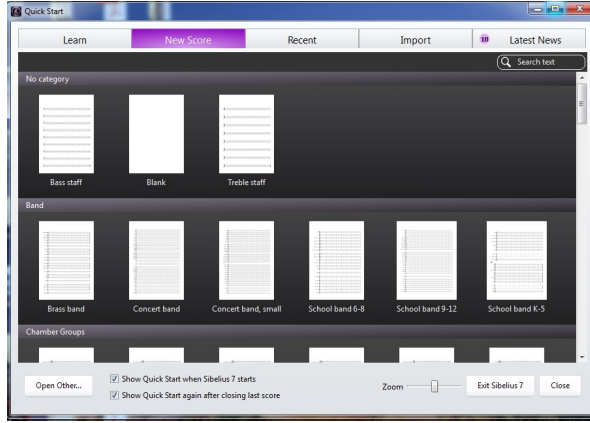 Quick Start
Learn
New Score
Recent
Import
10 Latest News
Search text
No category
Bass staff
Blank
Treble staff
Band
Brass band
Concert band
Concert band, small
School band 6-8
School band 9-12
School band K-5
Chamber Groups
Open Other...
Show Quick Start when Sibelius 7 starts
Show Quick Start again after closing last score
Zoom
Exit Sibelius 7
Close